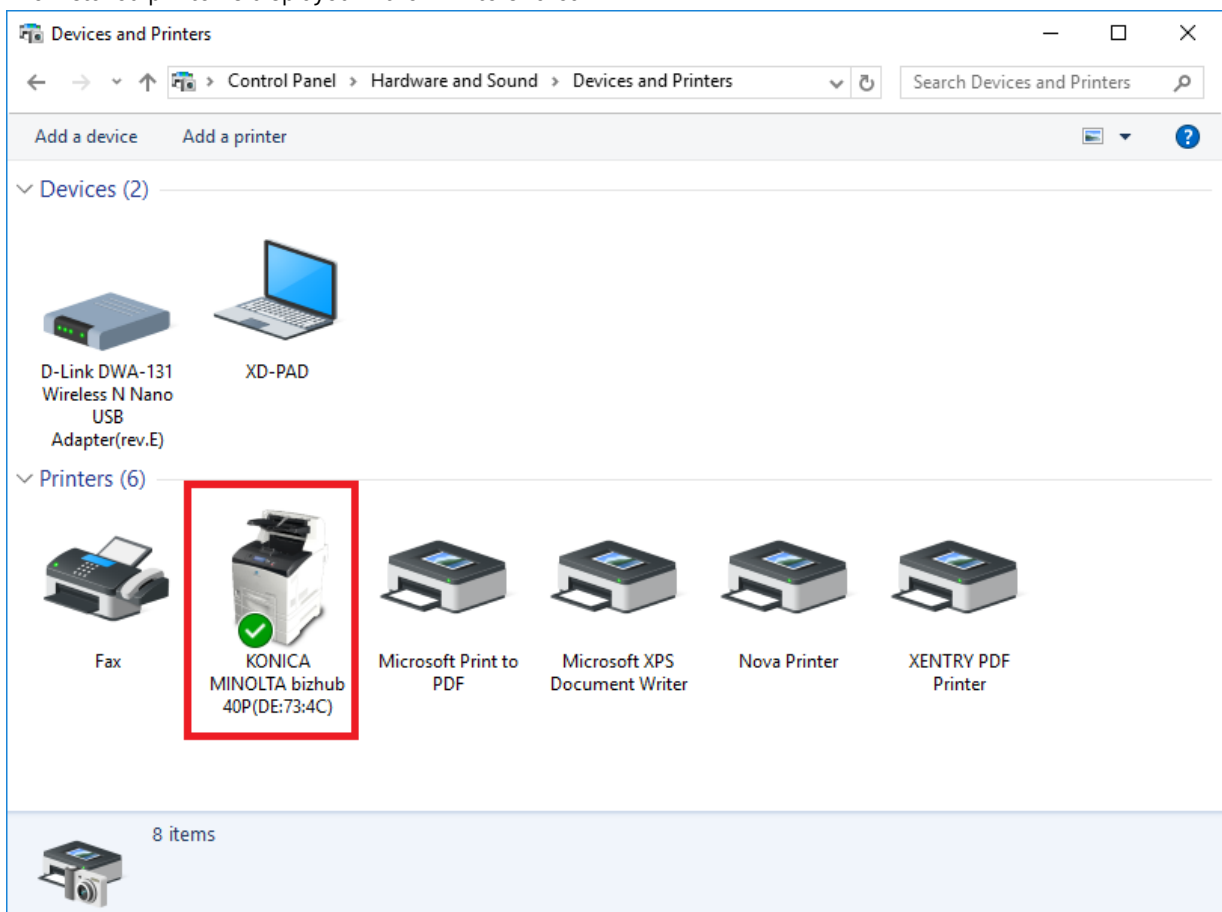 Devices and Printers
Control Panel > Hardware and Sound > Devices and Printers
Search Devices and Printers
Add a device Add a printer
Devices (2)
D-Link DWA-131
Wireless N Nano
USB
Adapter(rev.E)
XD-PAD
Printers (6)
Fax
KONICA
MINOLTA bizhub
40P(DE:73:4C)
Microsoft Print to
PDF
Microsoft XPS
Document Writer
Nova Printer
XENTRY PDF
Printer
8 items